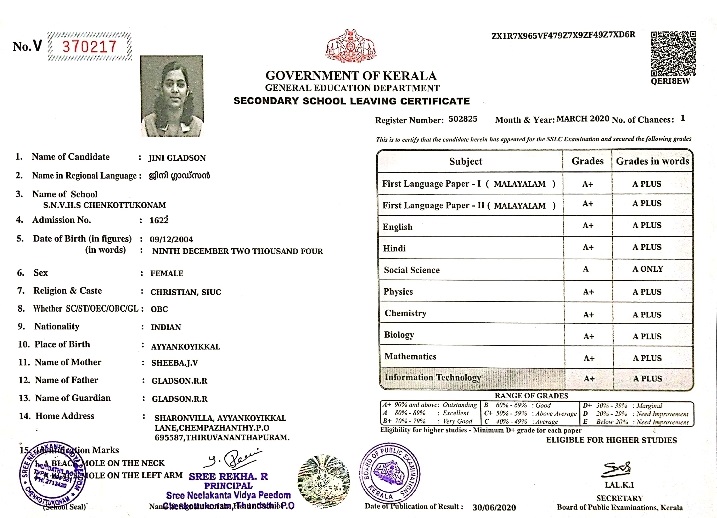 No. V 370217
ZX1R7X965VF479Z7X9ZF49Z7XD6R
QERI8EW
GOVERNMENT OF KERALA
GENERAL EDUCATION DEPARTMENT
SECONDARY SCHOOL LEAVING CERTIFICATE
Register Number: 502825 Month & Year: MARCH 2020 No. of Chances: 1
This is to certify that the candidate herein has appeared for the SSLC Examination and secured the following grades
1. Name of Candidate : JINI GLADSON
2. Name in Regional Language : ജിനി ഗ്ലാഡ്സൻ
3. Name of School
S.N.V.H.S CHENKOTTUKONAM
4. Admission No. : 1622
5. Date of Birth (in figures) : 09/12/2004
(in words) : NINTH DECEMBER TWO THOUSAND FOUR
6. Sex : FEMALE
7. Religion & Caste : CHRISTIAN, SIUC
8. Whether SC/ST/OEC/OBC/GL : OBC
9. Nationality : INDIAN
10. Place of Birth : AYYANKOYIKKAL
11. Name of Mother : SHEEBA.J.V
12. Name of Father : GLADSON.R.R
13. Name of Guardian : GLADSON.R.R
14. Home Address : SHARONVILLA, AYYANKOYIKKAL
LANE,CHEMPAZHANTHY.P.O
695587,THIRUVANANTHAPURAM.
Subject Grades Grades in words
First Language Paper - I ( MALAYALAM ) A+ A PLUS
First Language Paper - II ( MALAYALAM ) A+ A PLUS
English A+ A PLUS
Hindi A+ A PLUS
Social Science A A ONLY
Physics A+ A PLUS
Chemistry A+ A PLUS
Biology A+ A PLUS
Mathematics A+ A PLUS
Information Technology A+ A PLUS
RANGE OF GRADES
A+ 90% and above : Outstanding B 60% - 69% : Good D+ 30% - 39% : Marginal
A 80% - 89% : Excellent C+ 50% - 59% : Above Average D 20% - 29% : Need Improvement
B+ 70% - 79% : Very Good C 40% - 49% : Average E Below 20% : Need Improvement
Eligibility for higher studies - Minimum D+ grade for each paper
ELIGIBLE FOR HIGHER STUDIES
15. Marks
A BLACK MOLE ON THE NECK
MOLE ON THE LEFT ARM
(School Seal)
SREE REKHA. R
PRINCIPAL
Sree Neelakanta Vidya Peedom
BOARD OF PUBLIC EXAMINATIONS
KERALA
Date of Publication of Result : 30/06/2020
LAL.K.I
SECRETARY
Board of Public Examinations, Kerala